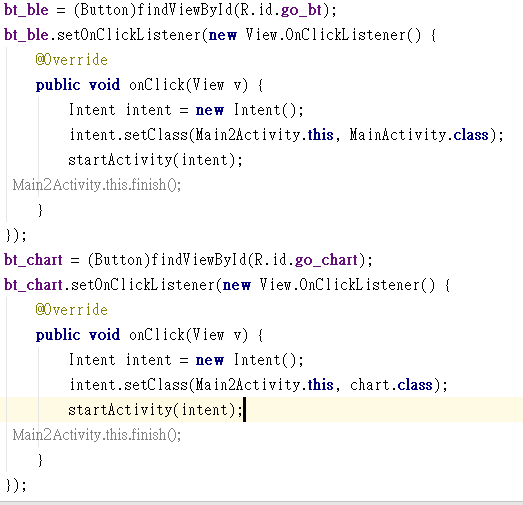 bt_ble = (Button)findViewById(R.id.go_bt);
bt_ble.setOnClickListener(new View.OnClickListener() {
@Override
public void onClick(View v) {
Intent intent = new Intent();
intent.setClass(Main2Activity.this, MainActivity.class);
startActivity(intent);
Main2Activity.this.finish();
}
});
bt_chart = (Button)findViewById(R.id.go_chart);
bt_chart.setOnClickListener(new View.OnClickListener() {
@Override
public void onClick(View v) {
Intent intent = new Intent();
intent.setClass(Main2Activity.this, chart.class);
startActivity(intent);
Main2Activity.this.finish();
}
});